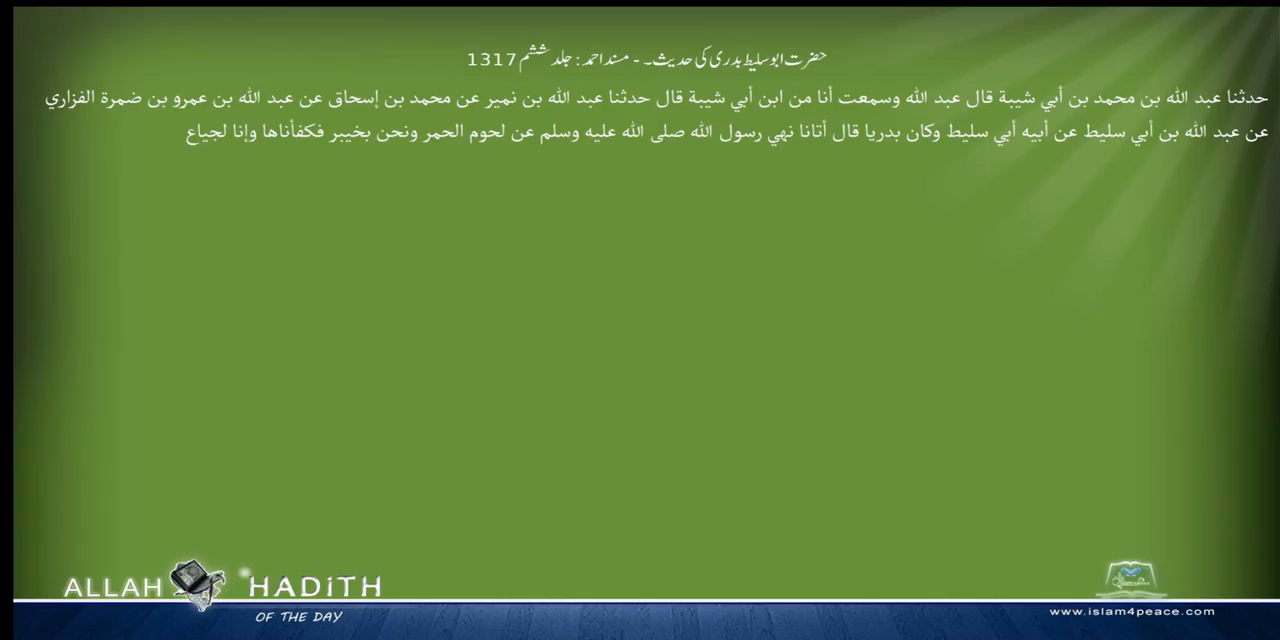 حضرت ابوسلیط بدری کی حدیث۔ - مسند احمد: جلد ششم 1317
حدثنا عبد الله بن محمد بن أبي شيبة قال عبد الله وسمعت أنا من ابن أبي شيبة قال حدثنا عبد الله بن نمير عن محمد بن إسحاق عن عبد الله بن عمرو بن ضمرة الفزاري
عن عبد الله بن أبي سليط عن أبيه أبي سليط وكان بدريا قال أتانا نهي رسول الله صلى الله عليه وسلم عن لحوم الحمر ونحن بخيبر فكفأناها وإنا لجياع
ALLAH HADITH
OF THE DAY
www.islam4peace.com